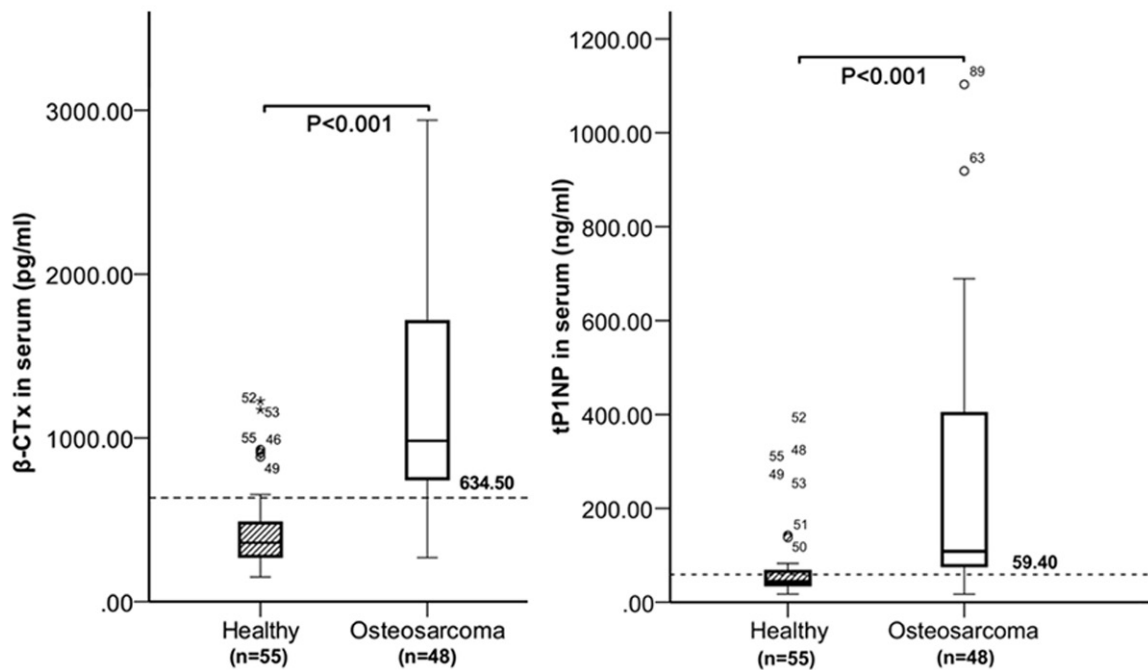 β-CTx in serum (pg/ml)
3000.00
2000.00
1000.00
.00
P<0.001
52
53
55 46
49
634.50
Healthy
(n=55)
Osteosarcoma
(n=48)
tP1NP in serum (ng/ml)
1200.00
1000.00
800.00
600.00
400.00
200.00
.00
P<0.001
89
63
52
55 48
49
53
51
50
59.40
Healthy
(n=55)
Osteosarcoma
(n=48)